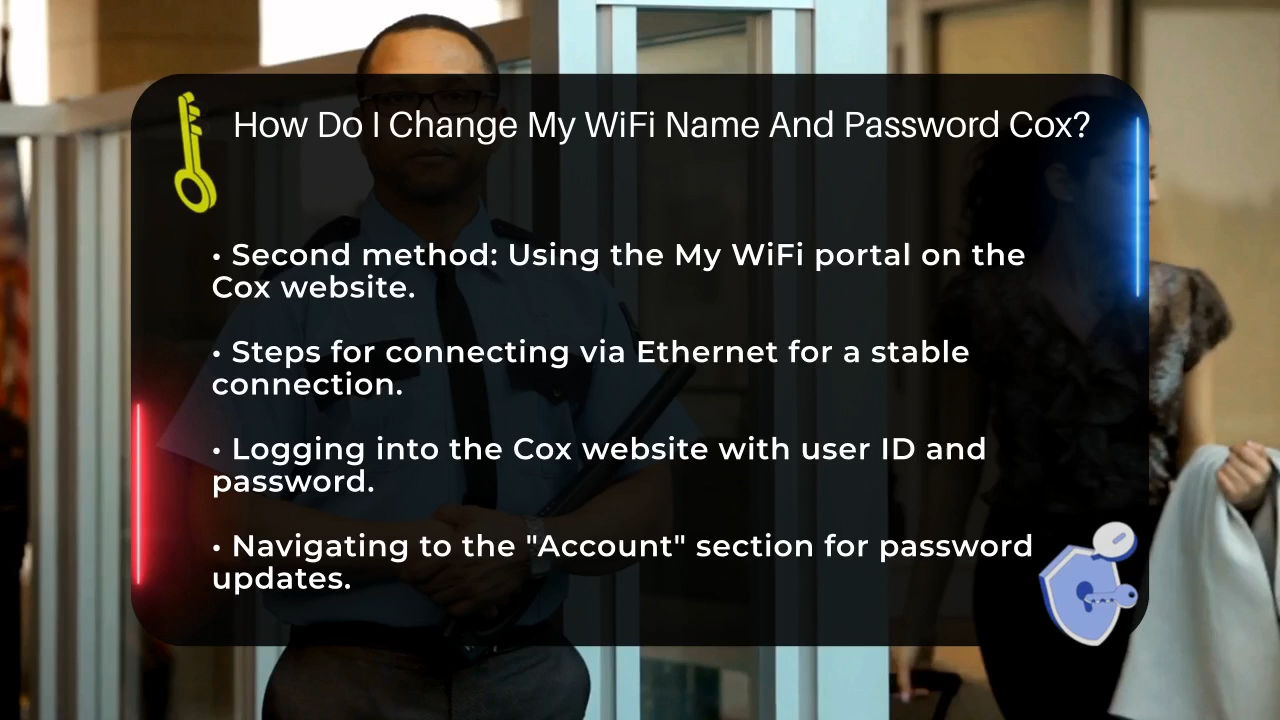 How Do I Change My WiFi Name And Password Cox?
• Second method: Using the My WiFi portal on the
Cox website.
• Steps for connecting via Ethernet for a stable
connection.
• Logging into the Cox website with user ID and
password.
• Navigating to the "Account" section for password
updates.